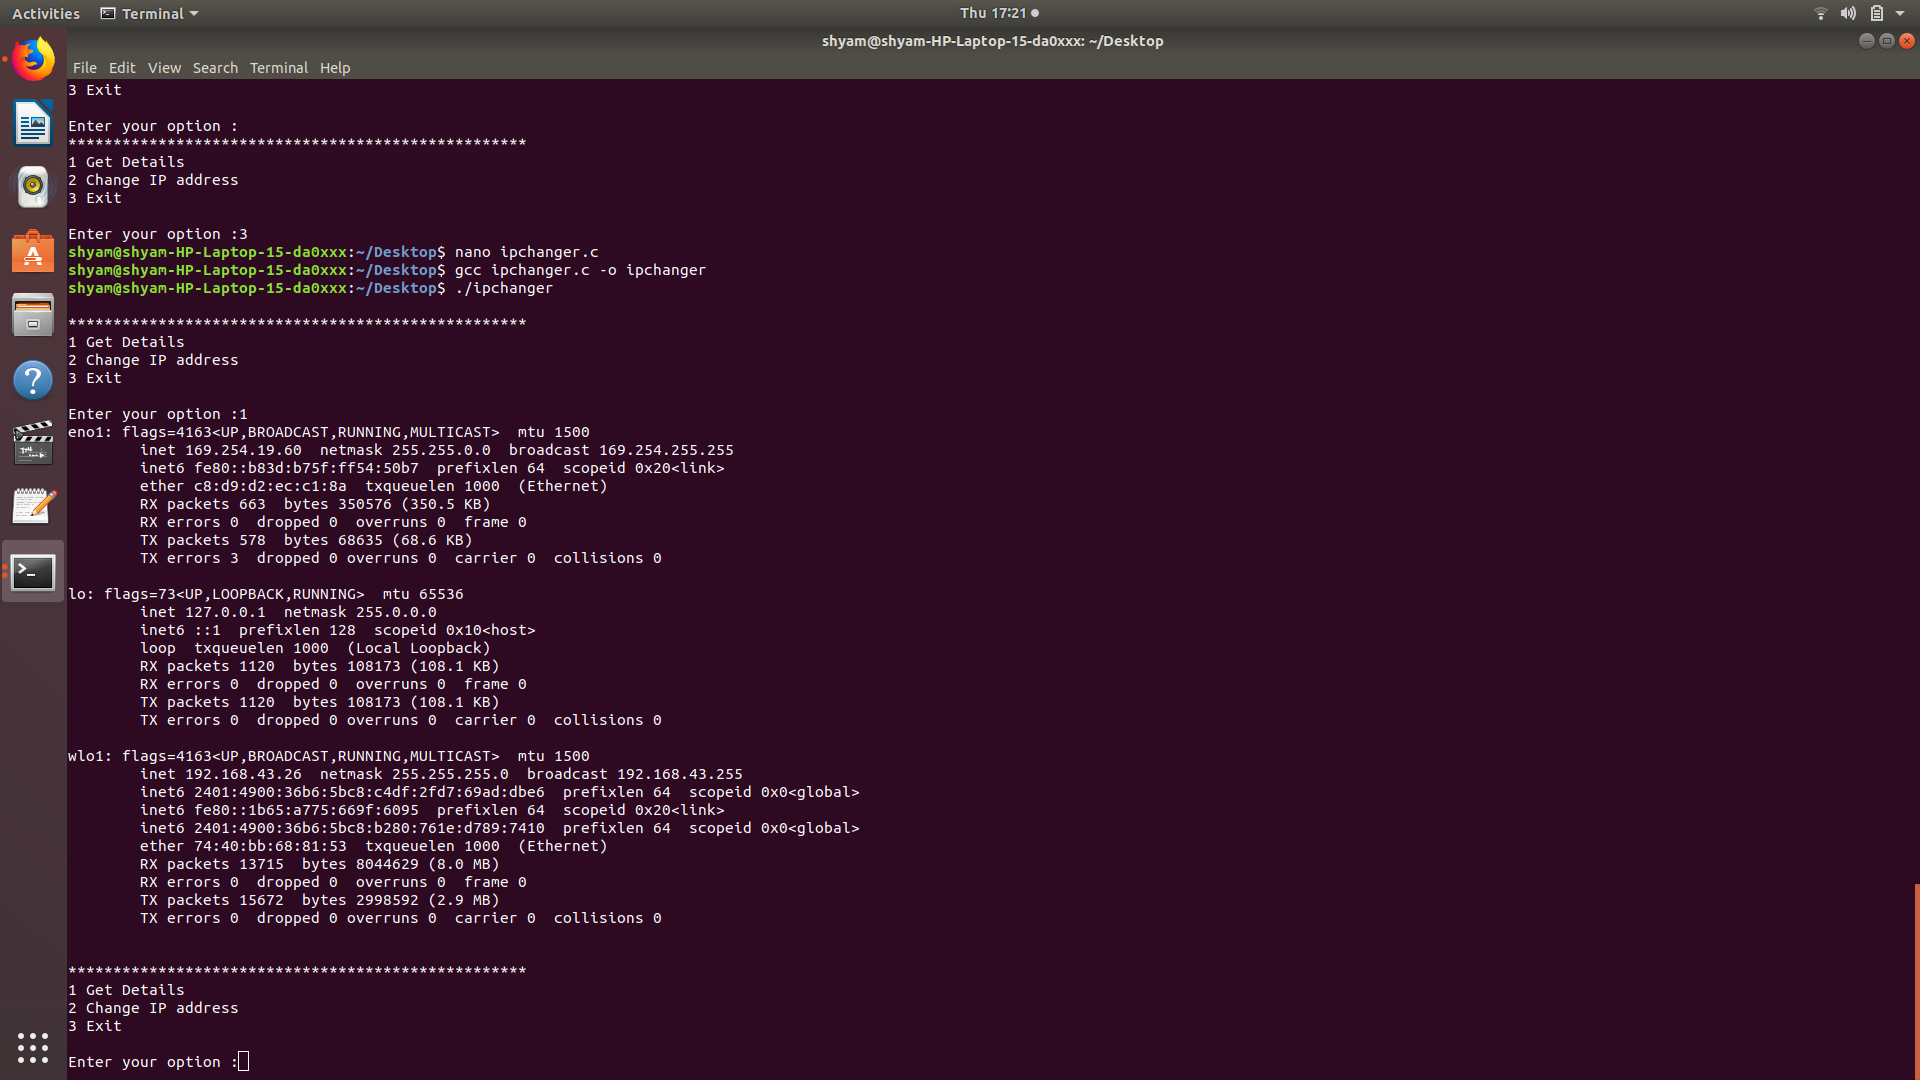 Activities Terminal Thu 17:21
shyam@shyam-HP-Laptop-15-da0xxx: ~/Desktop
File Edit View Search Terminal Help
3 Exit
Enter your option :
***************************************************
1 Get Details
2 Change IP address
3 Exit
Enter your option :3
shyam@shyam-HP-Laptop-15-da0xxx:~/Desktop$ nano ipchanger.c
shyam@shyam-HP-Laptop-15-da0xxx:~/Desktop$ gcc ipchanger.c -o ipchanger
shyam@shyam-HP-Laptop-15-da0xxx:~/Desktop$ ./ipchanger
***************************************************
1 Get Details
2 Change IP address
3 Exit
Enter your option :1
eno1: flags=4163<UP,BROADCAST,RUNNING,MULTICAST>  mtu 1500
        inet 169.254.19.60  netmask 255.255.0.0  broadcast 169.254.255.255
        inet6 fe80::b83d:b75f:ff54:50b7  prefixlen 64  scopeid 0x20<link>
        ether c8:d9:d2:ec:c1:8a  txqueuelen 1000  (Ethernet)
        RX packets 663  bytes 350576 (350.5 KB)
        RX errors 0  dropped 0  overruns 0  frame 0
        TX packets 578  bytes 68635 (68.6 KB)
        TX errors 3  dropped 0 overruns 0  carrier 0  collisions 0
lo: flags=73<UP,LOOPBACK,RUNNING>  mtu 65536
        inet 127.0.0.1  netmask 255.0.0.0
        inet6 ::1  prefixlen 128  scopeid 0x10<host>
        loop  txqueuelen 1000  (Local Loopback)
        RX packets 1120  bytes 108173 (108.1 KB)
        RX errors 0  dropped 0  overruns 0  frame 0
        TX packets 1120  bytes 108173 (108.1 KB)
        TX errors 0  dropped 0 overruns 0  carrier 0  collisions 0
wlo1: flags=4163<UP,BROADCAST,RUNNING,MULTICAST>  mtu 1500
        inet 192.168.43.26  netmask 255.255.255.0  broadcast 192.168.43.255
        inet6 2401:4900:36b6:5bc8:c4df:2fd7:69ad:dbe6  prefixlen 64  scopeid 0x0<global>
        inet6 fe80::1b65:a775:669f:6095  prefixlen 64  scopeid 0x20<link>
        inet6 2401:4900:36b6:5bc8:b280:761e:d789:7410  prefixlen 64  scopeid 0x0<global>
        ether 74:40:bb:68:81:53  txqueuelen 1000  (Ethernet)
        RX packets 13715  bytes 8044629 (8.0 MB)
        RX errors 0  dropped 0  overruns 0  frame 0
        TX packets 15672  bytes 2998592 (2.9 MB)
        TX errors 0  dropped 0 overruns 0  carrier 0  collisions 0
***************************************************
1 Get Details
2 Change IP address
3 Exit
Enter your option :